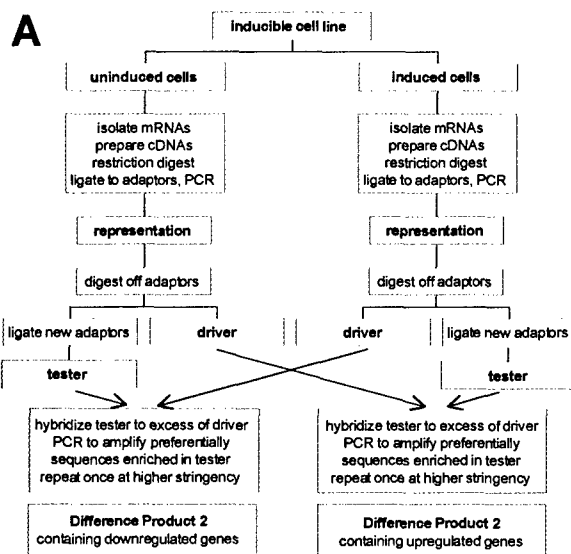 A
inducible cell line
uninduced cells
induced cells
isolate mRNAs
prepare cDNAs
restriction digest
ligate to adaptors, PCR
isolate mRNAs
prepare cDNAs
restriction digest
ligate to adaptors, PCR
representation
representation
digest off adaptors
digest off adaptors
ligate new adaptors
driver
driver
ligate new adaptors
tester
tester
hybridize tester to excess of driver
PCR to amplify preferentially
sequences enriched in tester
repeat once at higher stringency
hybridize tester to excess of driver
PCR to amplify preferentially
sequences enriched in tester
repeat once at higher stringency
Difference Product 2
containing downregulated genes
Difference Product 2
containing upregulated genes